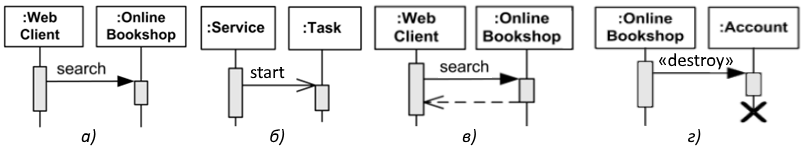 :Web
Client
:Online
Bookshop
search
а)
:Service
:Task
start
б)
:Web
Client
:Online
Bookshop
search
в)
:Online
Bookshop
:Account
«destroy»
г)